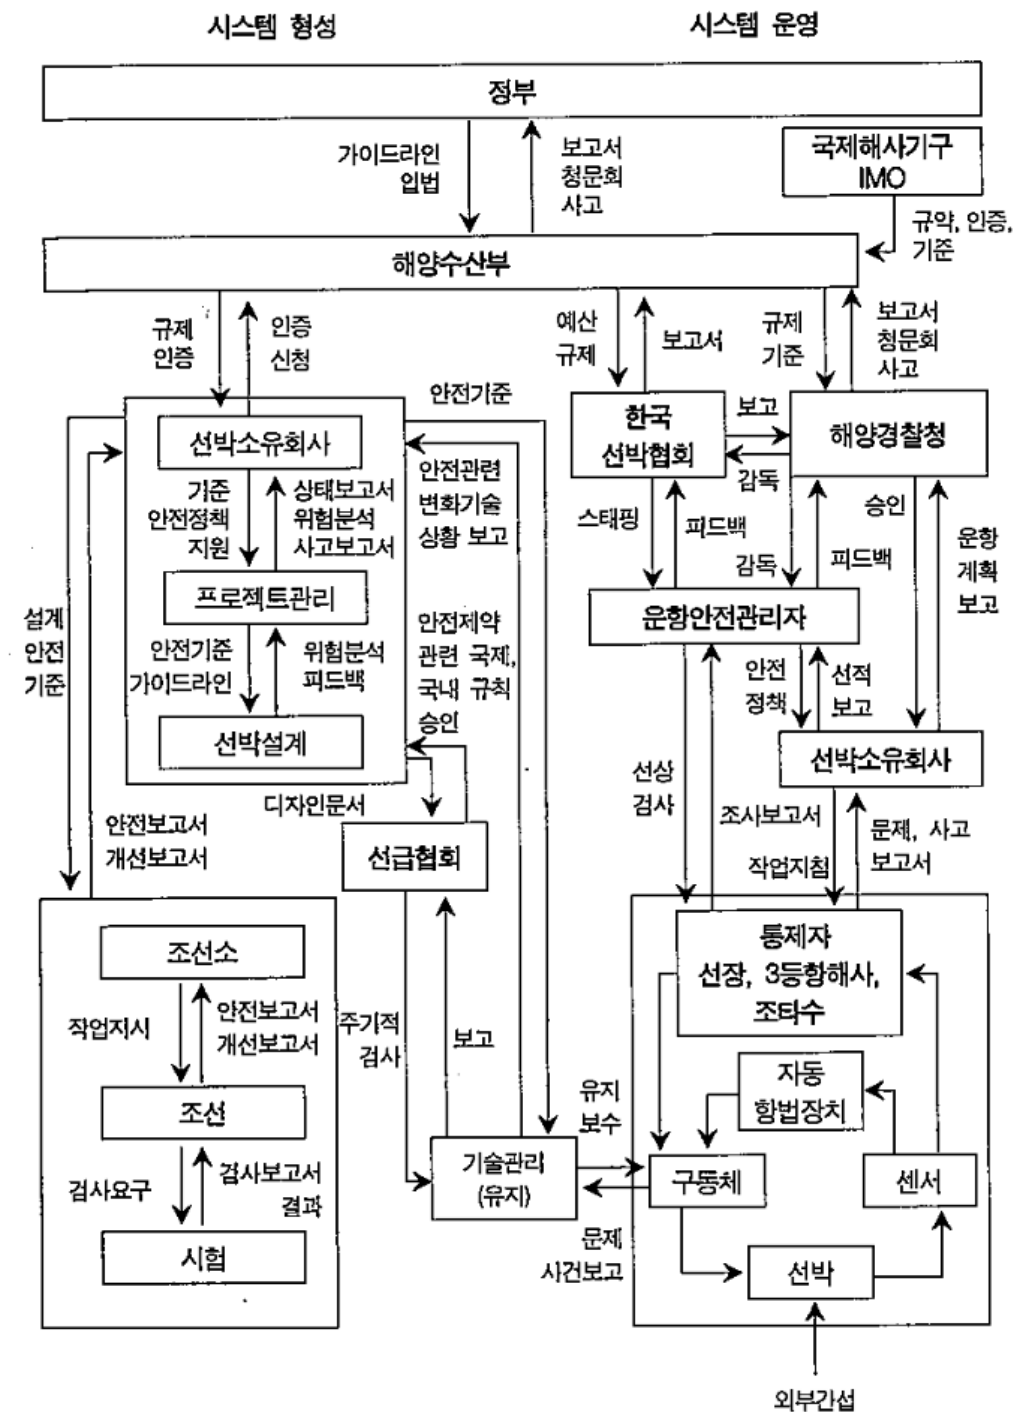 시스템 형성
시스템 운영
정부
가이드라인
입법
보고서
청문회
사고
국제해사기구
IMO
규약, 인증,
기준
해양수산부
규제
인증
인증
신청
예산
규제
보고서
규제
기준
보고서
청문회
사고
안전기준
선박소유회사
기준
안전정책
지원
상태보고서
위험분석
사고보고서
프로젝트관리
안전기준
가이드라인
위험분석
피드백
선박설계
설계
안전
기준
안전관련
변화기술
상황 보고
안전제약
관련 국제,
국내 규칙
승인
디자인문서
선급협회
안전보고서
개선보고서
조선소
작업지시
안전보고서
개선보고서
조선
검사요구
검사보고서
결과
시험
주기적
검사
보고
기술관리
(유지)
한국
선박협회
보고
감독
해양경찰청
스태핑
피드백
감독
피드백
승인
운항
계획
보고
운항안전관리자
안전
정책
선적
보고
선박소유회사
선상
검사
조사보고서
작업지침
문제, 사고
보고서
통제자
선장, 3등항해사,
조타수
자동
항법장치
유지
보수
구동체
센서
문제
사건보고
선박
외부간섭